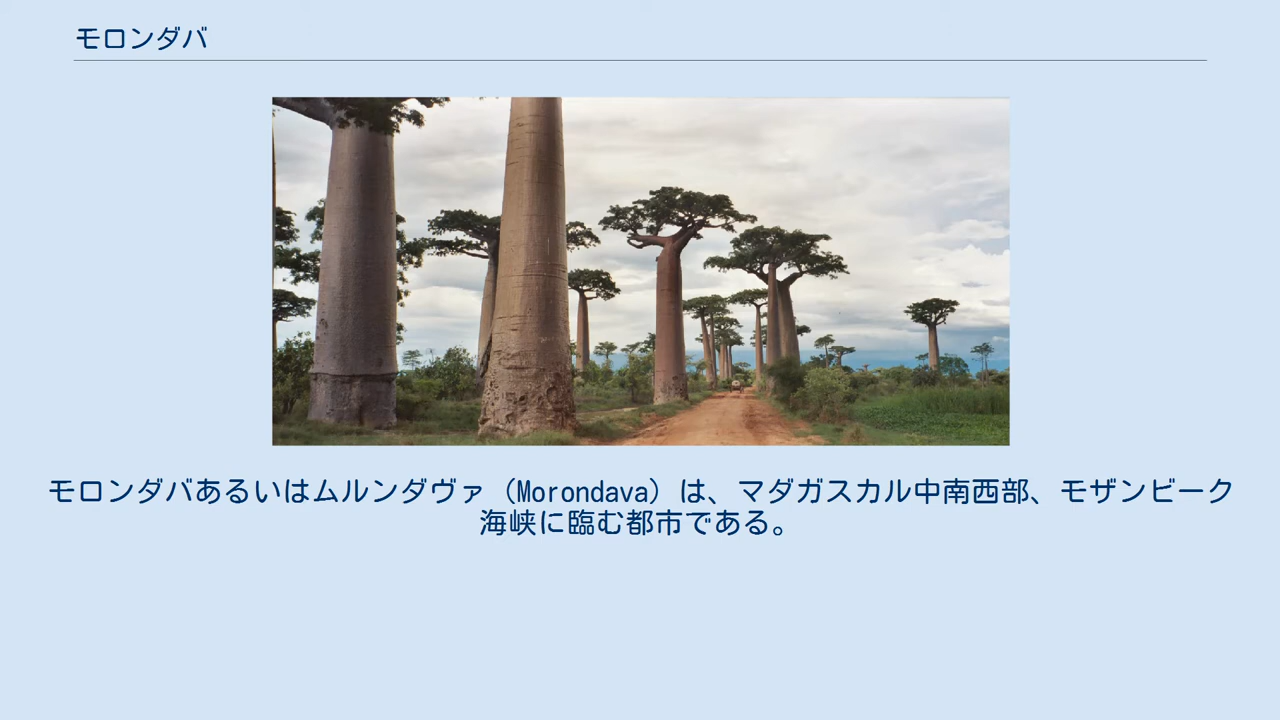 モロンダバ
モロンダバあるいはムルンダヴァ（Morondava）は、マダガスカル中南西部、モザンビーク
海峡に臨む都市である。